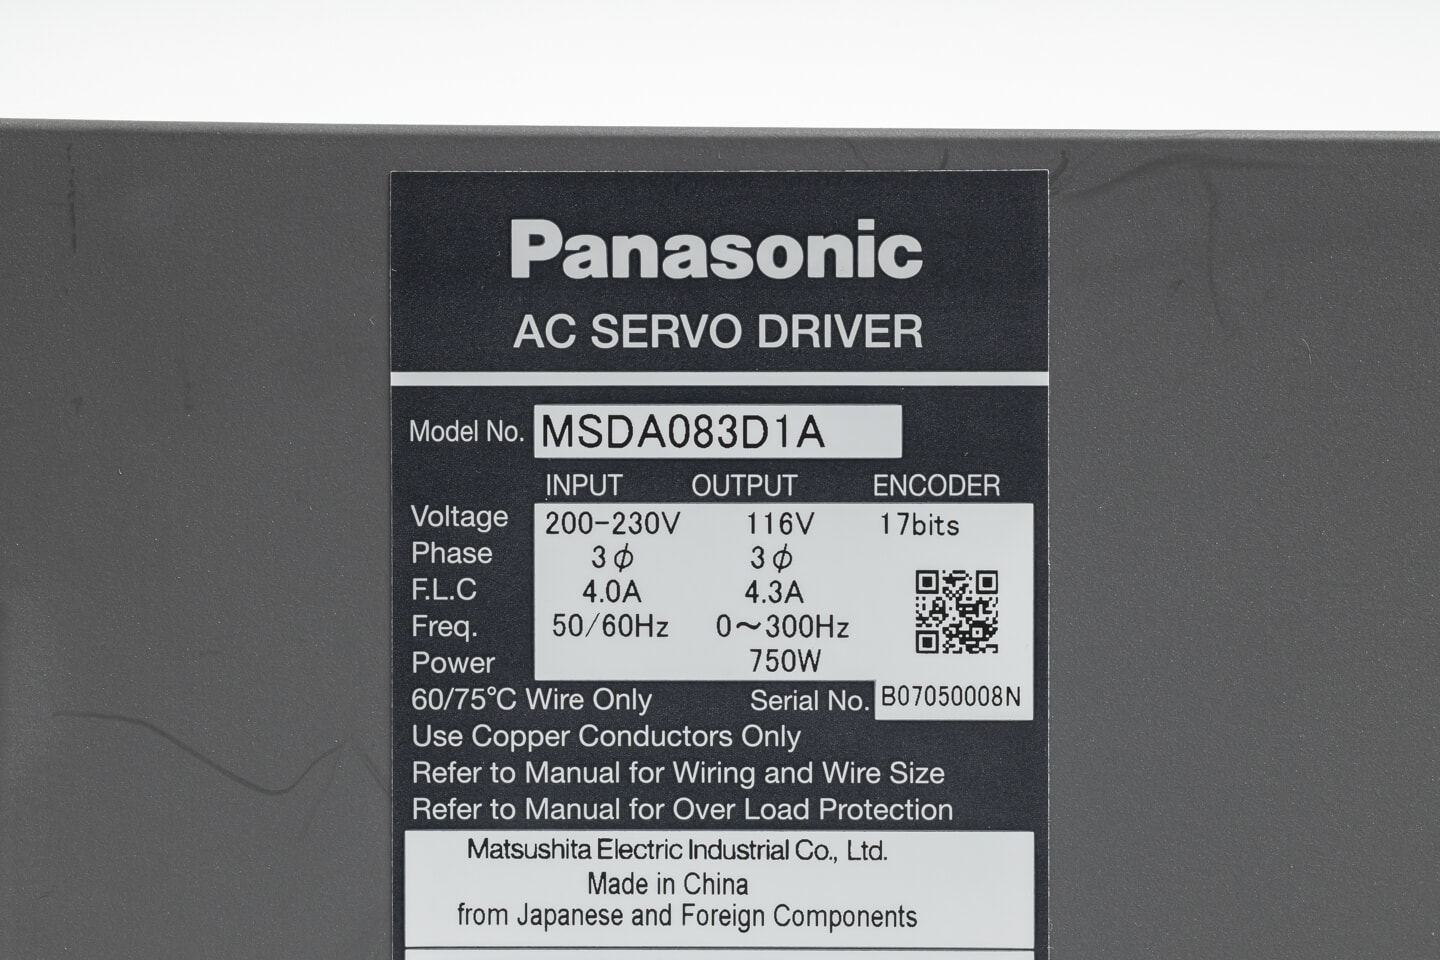 Panasonic
AC SERVO DRIVER
Model No. MSDA083D1A
INPUT OUTPUT ENCODER
Voltage 200-230V 116V 17bits
Phase 3ϕ 3ϕ
F.L.C 4.0A 4.3A
Freq. 50/60Hz 0～300Hz
Power 750W
60/75℃ Wire Only Serial No. B07050008N
Use Copper Conductors Only
Refer to Manual for Wiring and Wire Size
Refer to Manual for Over Load Protection
Matsushita Electric Industrial Co., Ltd.
Made in China
from Japanese and Foreign Components